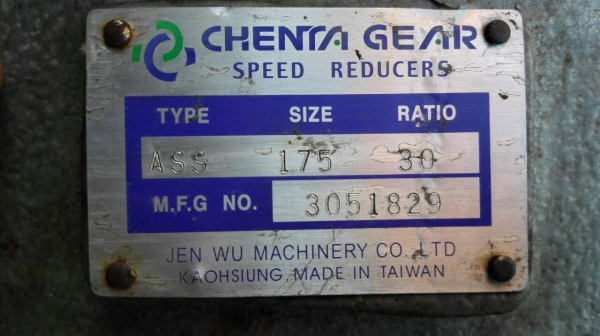 CHENTA GEAR
SPEED REDUCERS
TYPE SIZE RATIO
ASS 175 30
M.F.G NO. 3051829
JEN WU MACHINERY CO. LTD
KAOHSIUNG, MADE IN TAIWAN